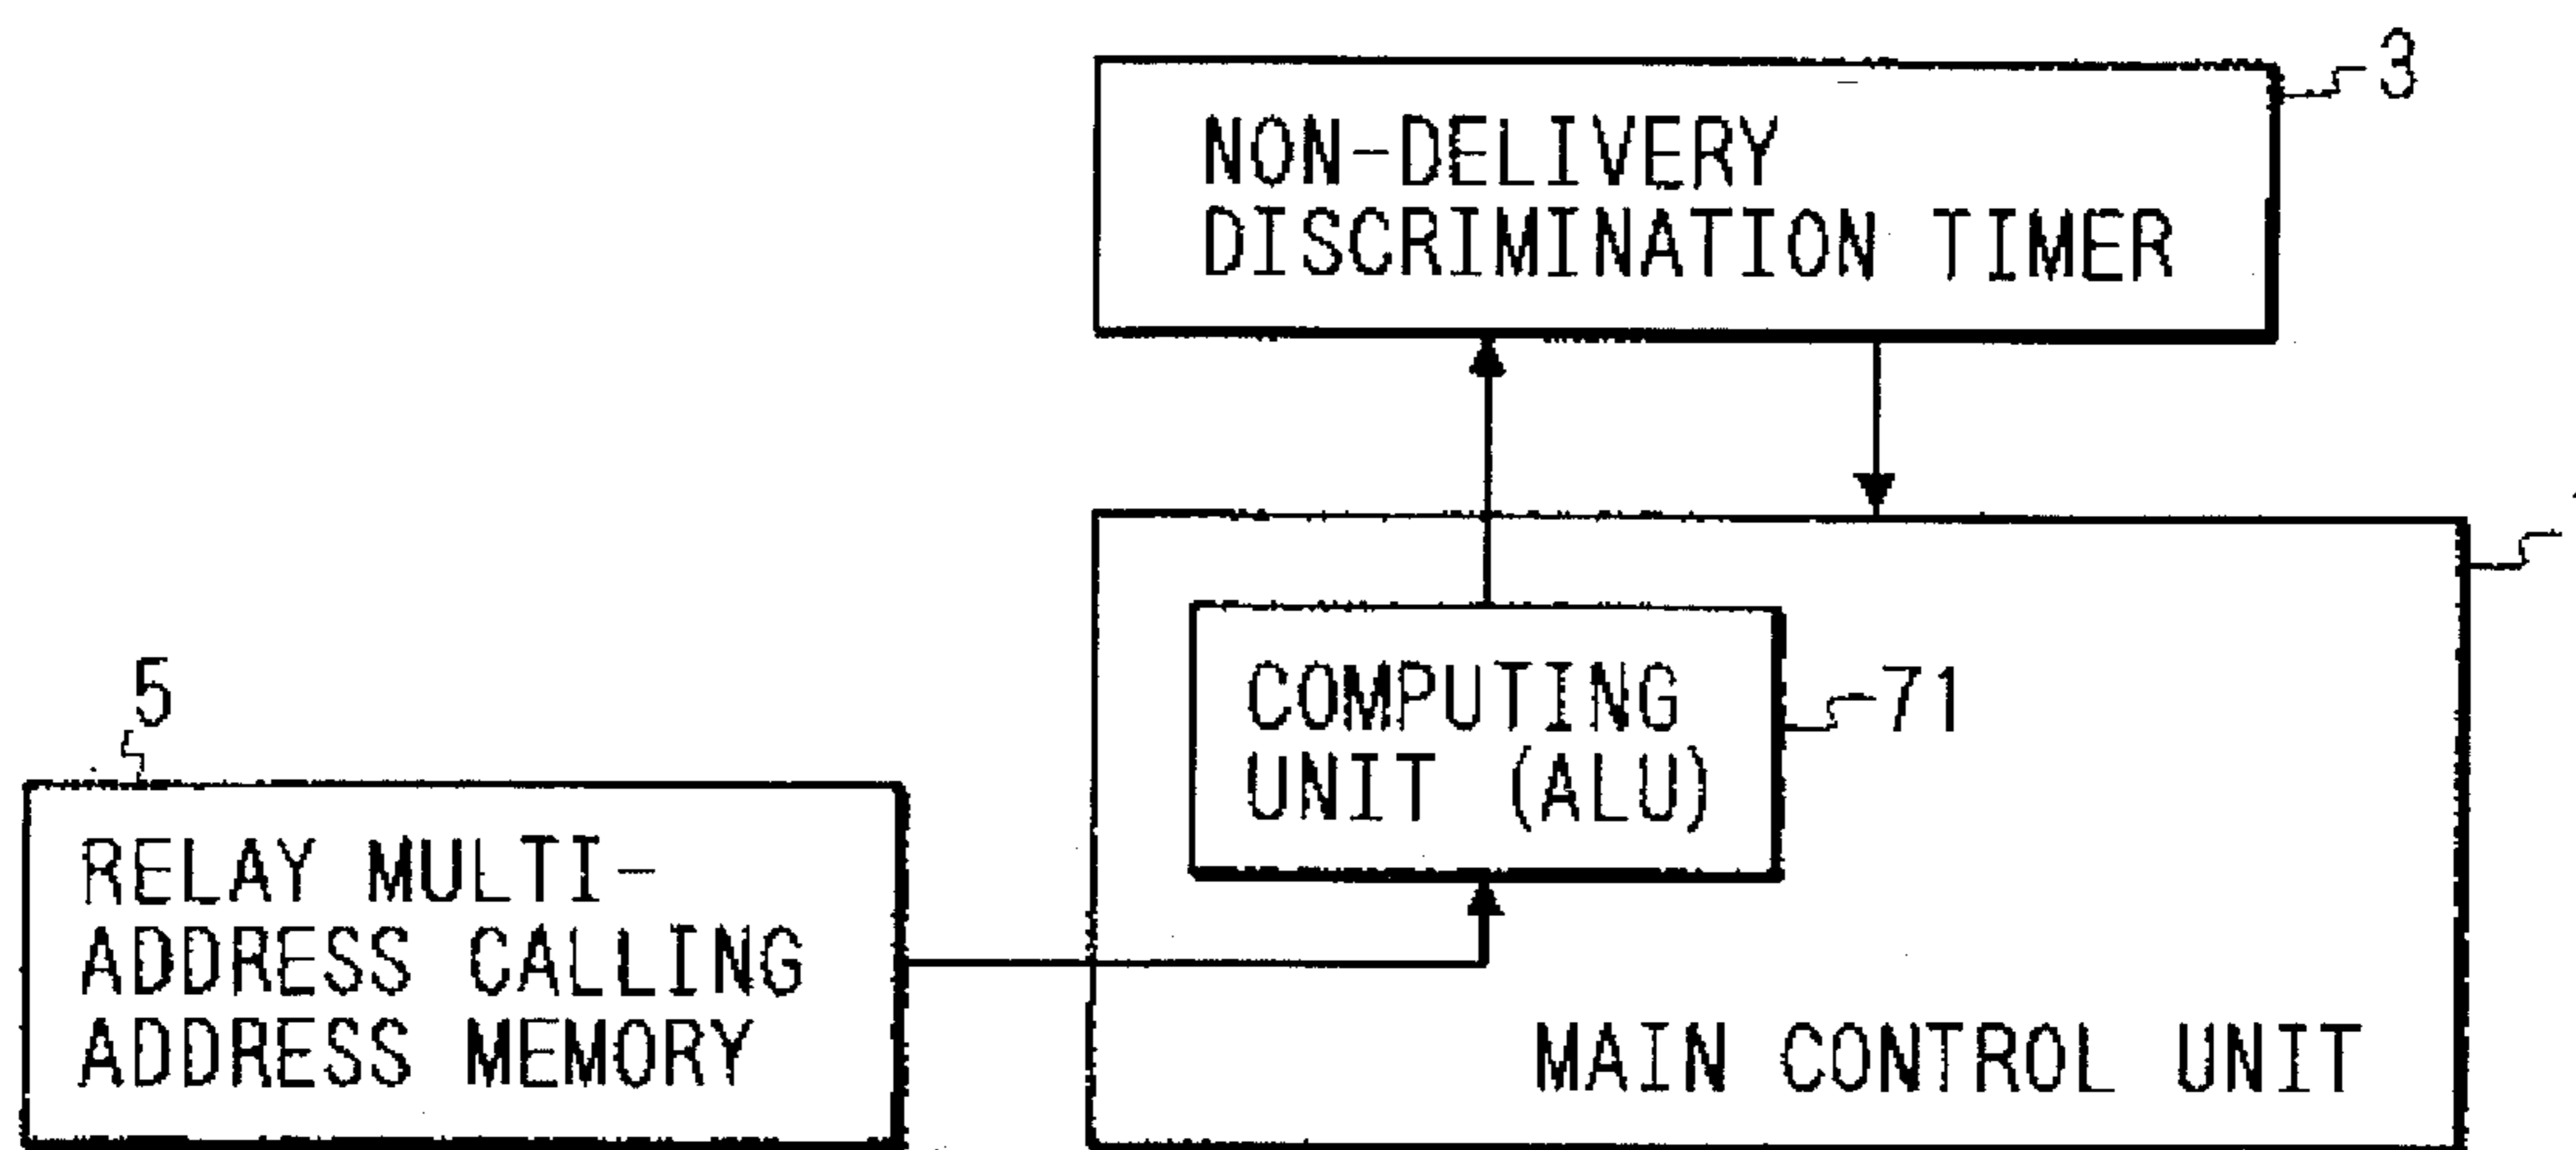 3
NON-DELIVERY
DISCRIMINATION TIMER
COMPUTING
UNIT (ALU)
71
5
RELAY MULTI-
ADDRESS CALLING
ADDRESS MEMORY
MAIN CONTROL UNIT